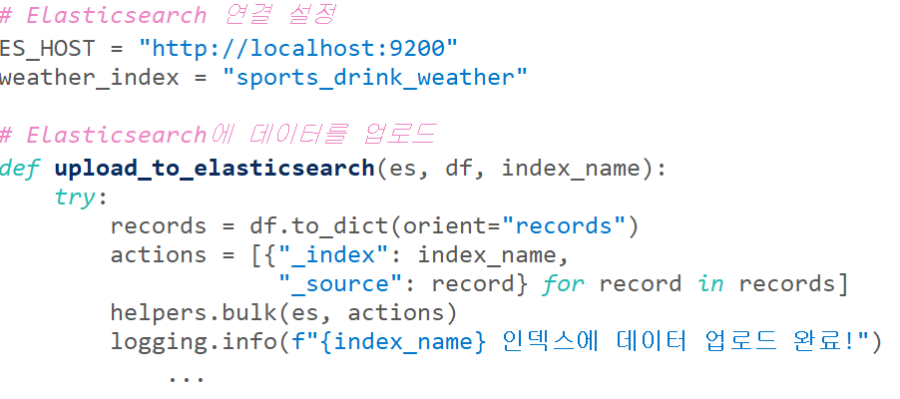 # Elasticsearch 연결 설정
ES_HOST = "http://localhost:9200"
weather_index = "sports_drink_weather"
# Elasticsearch에 데이터를 업로드
def upload_to_elasticsearch(es, df, index_name):
    try:
        records = df.to_dict(orient="records")
        actions = [{"_index": index_name,
                    "_source": record} for record in records]
        helpers.bulk(es, actions)
        logging.info(f"{index_name} 인덱스에 데이터 업로드 완료!")
            ...